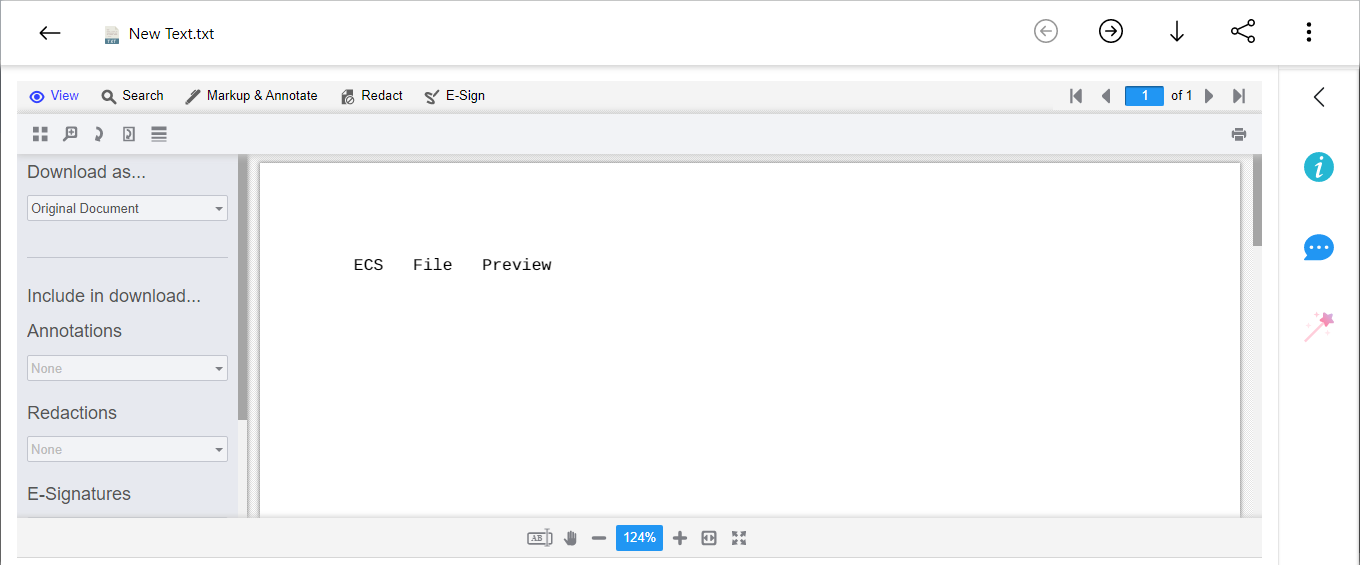 New Text.txt
View Search Markup & Annotate Redact E-Sign 1 of 1
Download as...
Original Document
ECS File Preview
Include in download...
Annotations
None
Redactions
None
E-Signatures
AB 124%